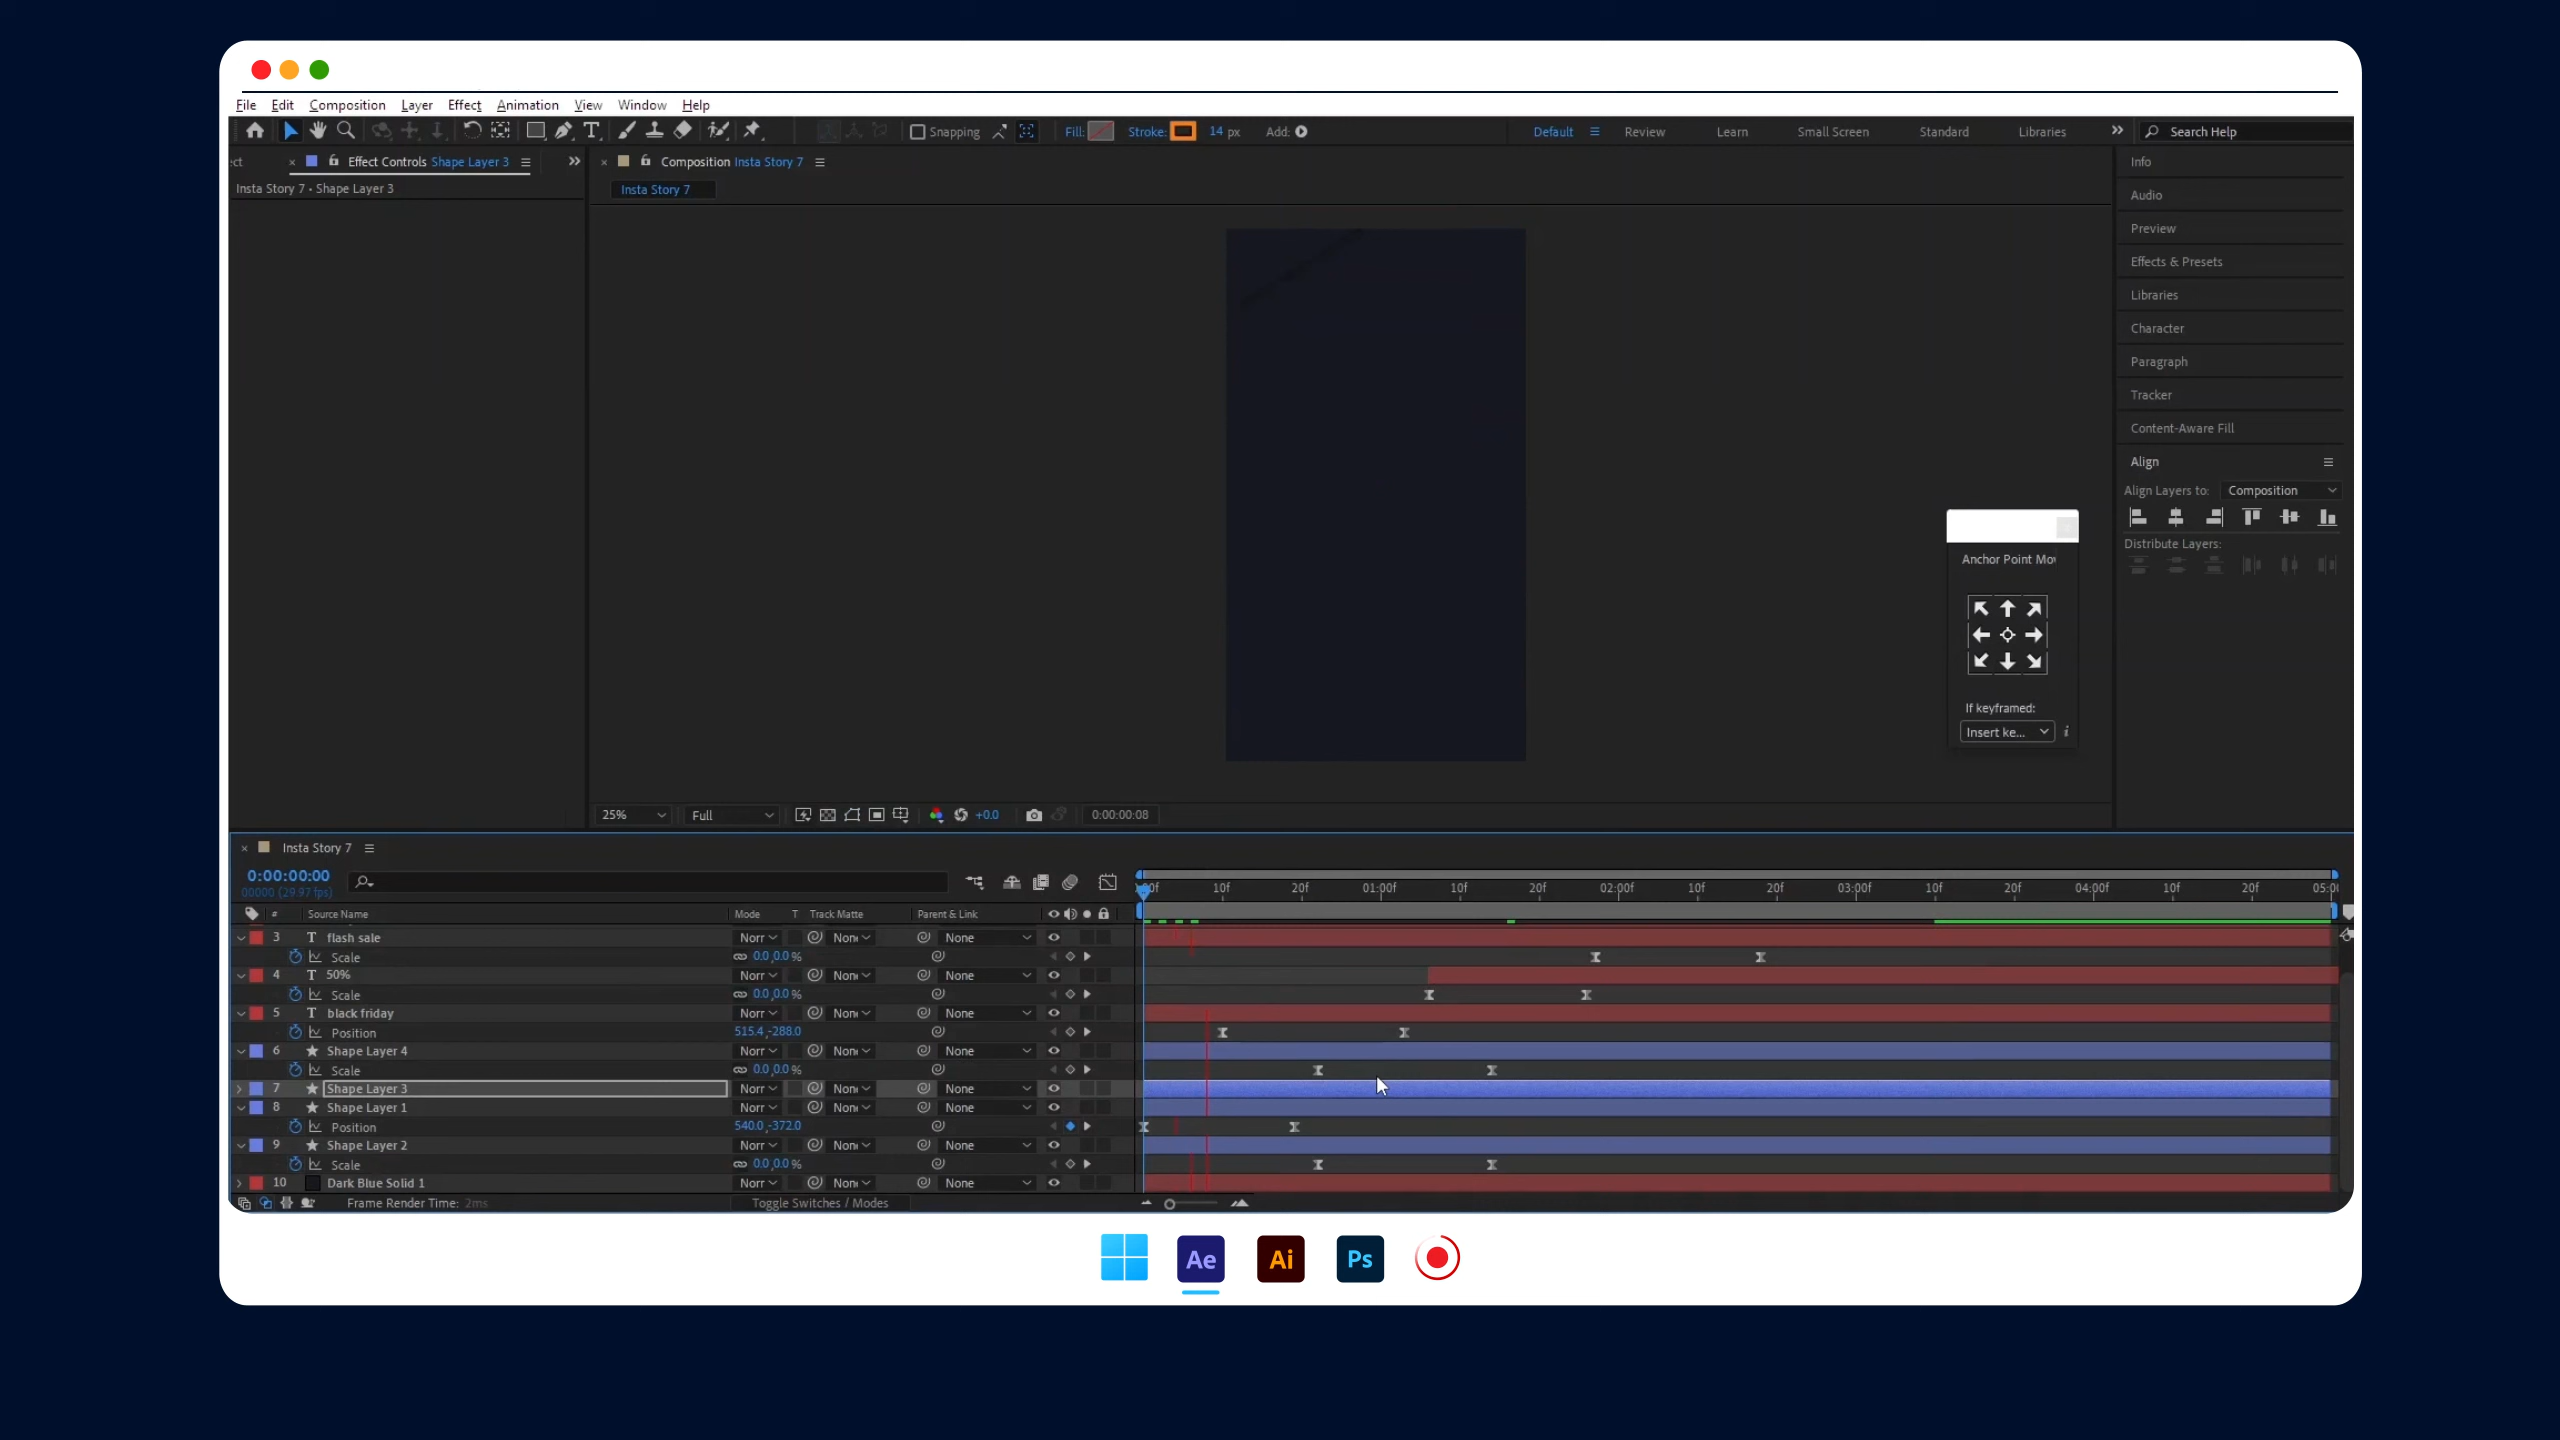 File Edit Composition Layer Effect Animation View Window Help
Snapping Fill: Stroke: 14 px Add: Default Review Learn Small Screen Standard Libraries Search Help
Effect Controls Shape Layer 3 Composition Insta Story 7 Info
Insta Story 7 • Shape Layer 3 Insta Story 7
Audio
Preview
Effects & Presets
Libraries
Character
Paragraph
Tracker
Content-Aware Fill
Align
Align Layers to: Composition
Distribute Layers:
Anchor Point Mo
If keyframed:
Insert ke... i
25% Full +0.0 0:00:00:08
Insta Story 7
0:00:00:00
00000 (29.97 fps)
10f 20f 01:00f 10f 20f 02:00f 10f 20f 03:00f 10f 20f 04:00f 10f 20f
# Source Name Mode T Track Matte Parent & Link
3 T flash sale Norr Non None
Scale 0.0,0.0 %
4 T 50% Norr Non None
Scale 0.0,0.0 %
5 T black friday Norr Non None
Position 515.4,-288.0
6 Shape Layer 4 Norr Non None
Scale 0.0,0.0 %
7 Shape Layer 3 Norr Non None
8 Shape Layer 1 Norr Non None
Position 540.0,-372.0
9 Shape Layer 2 Norr Non None
Scale 0.0,0.0 %
10 Dark Blue Solid 1 Norr Non None
Frame Render Time: 2ms Toggle Switches / Modes
Ae Ai Ps